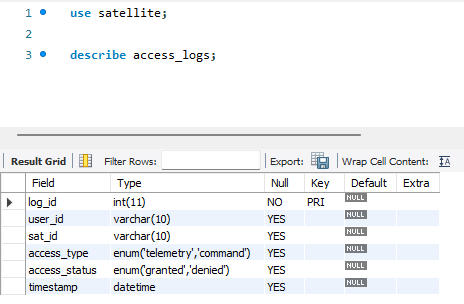 1 use satellite;
2
3 describe access_logs;
Result Grid Filter Rows: Export: Wrap Cell Content: IA
Field Type Null Key Default Extra
log_id int(11) NO PRI NULL
user_id varchar(10) YES NULL
sat_id varchar(10) YES NULL
access_type enum('telemetry','command') YES NULL
access_status enum('granted','denied') YES NULL
timestamp datetime YES NULL